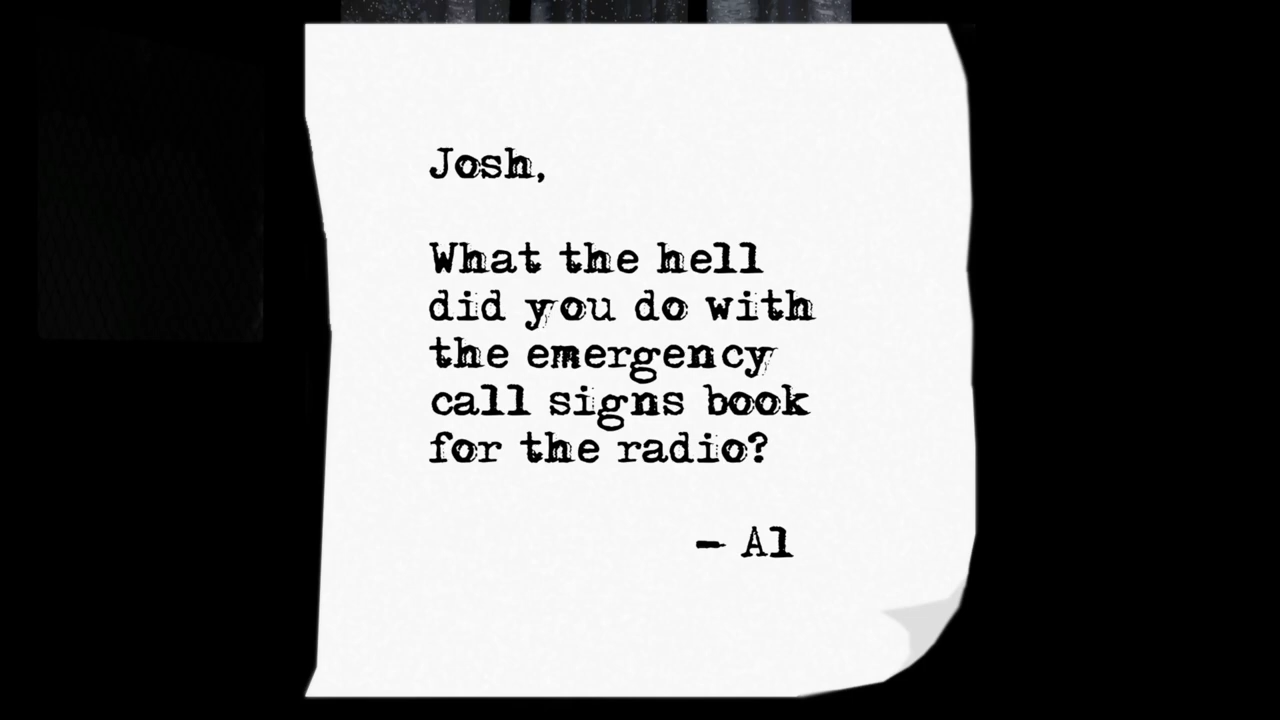 Josh,
What the hell
did you do with
the emergency
call signs book
for the radio?
– Al